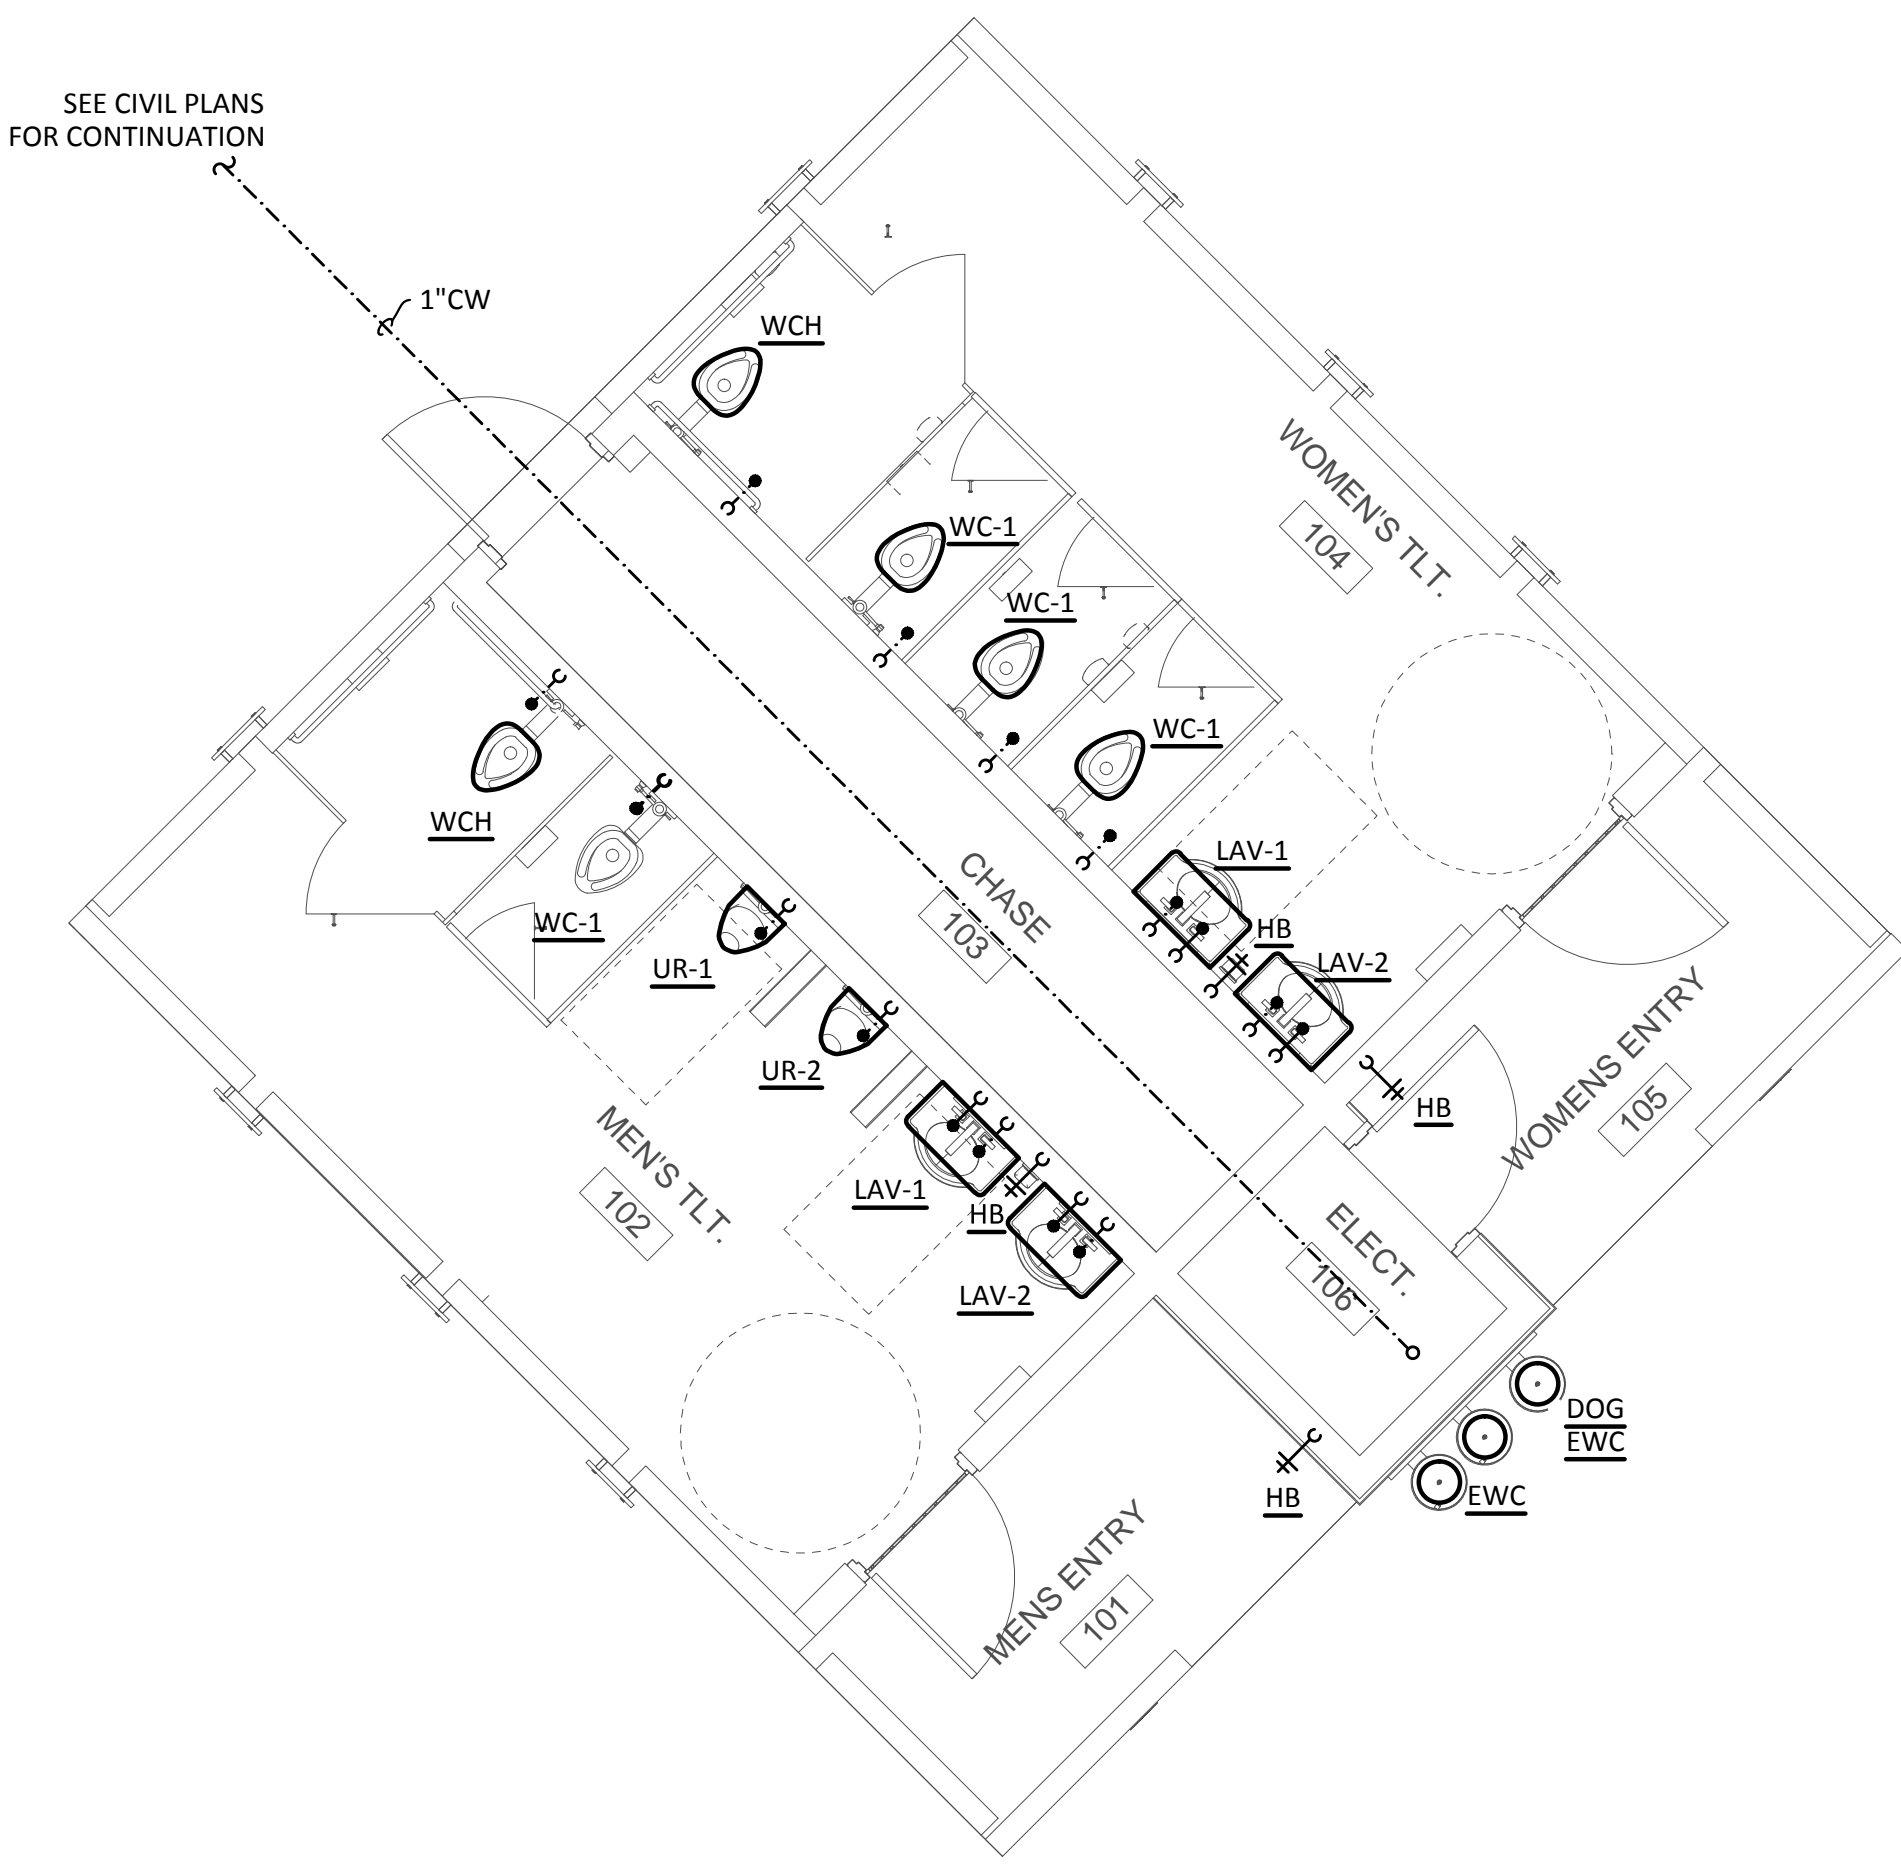 SEE CIVIL PLANS
FOR CONTINUATION
1"CW
WCH
WC-1
WOMEN'S TLT.
104
WC-1
WC-1
WCH
LAV-1
CHASE
103
HB
WC-1
LAV-2
UR-1
UR-2
HB
WOMENS ENTRY
105
MEN'S TLT.
102
LAV-1
HB
ELECT.
106
LAV-2
DOG
EWC
HB
EWC
MENS ENTRY
101